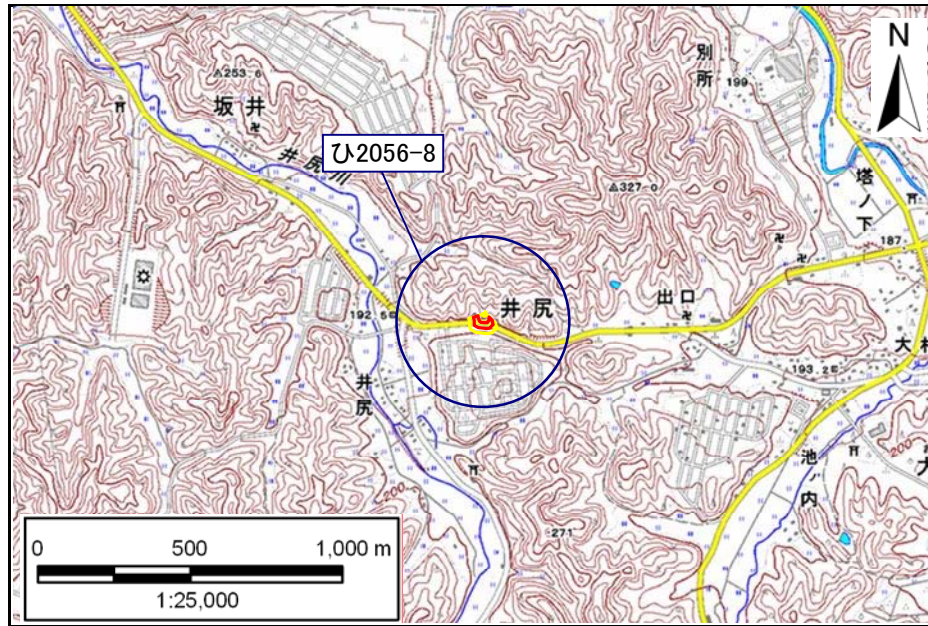 N
別所
199
△253.6
坂井
井尻川
ひ2056-8
△327.0
塔ノ下
187
井尻
出口
192.5
大
193.2
井尻
池ノ内
200
200
271
大
0 500 1,000 m
1:25,000